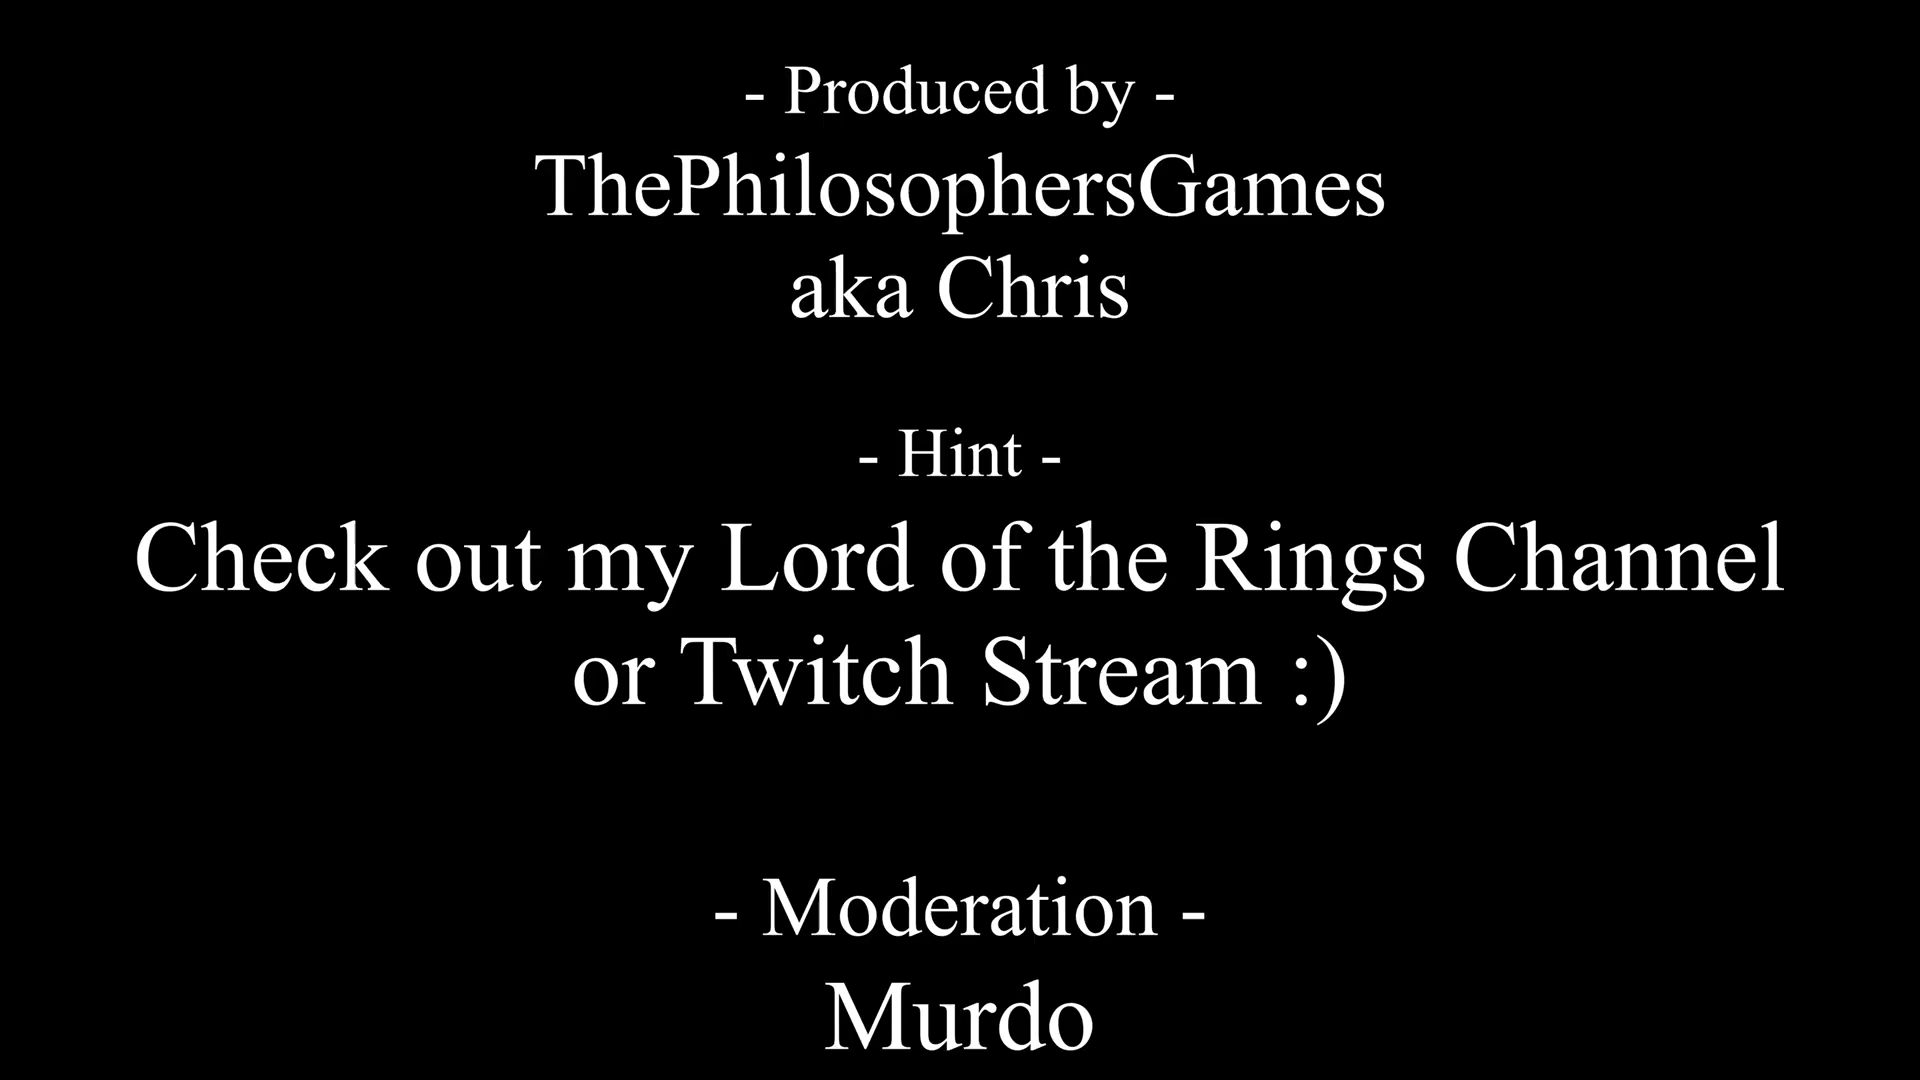 - Produced by -
ThePhilosophersGames
aka Chris
- Hint -
Check out my Lord of the Rings Channel
or Twitch Stream :)
- Moderation -
Murdo